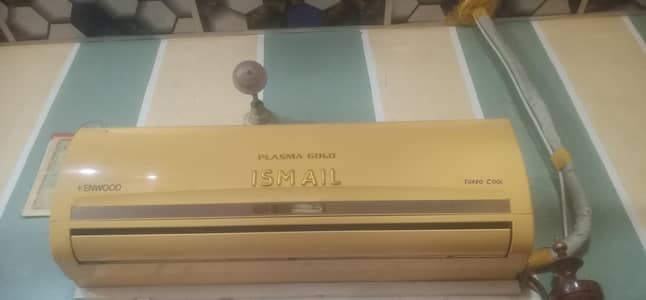 PLASMA GOLD
ISMAIL
KENWOOD
TURBO COOL